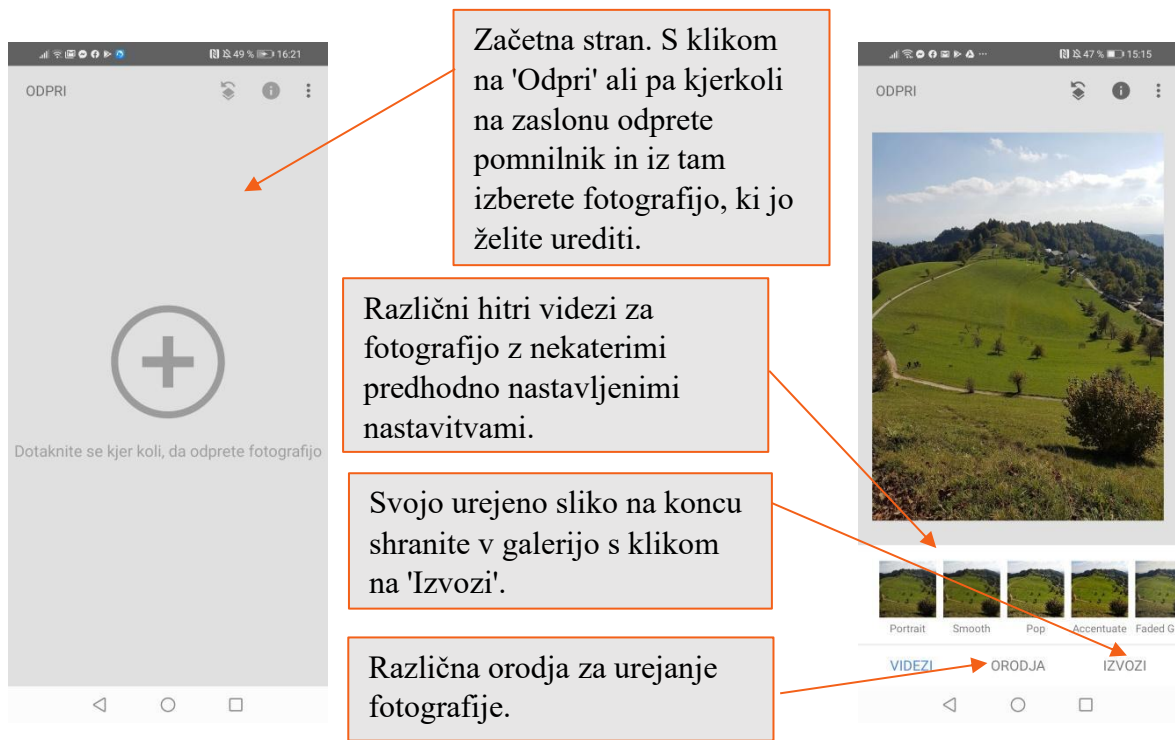 49 % 16:21
ODPRI
Dotaknite se kjer koli, da odprete fotografijo
Začetna stran. S klikom
na 'Odpri' ali pa kjerkoli
na zaslonu odprete
pomnilnik in iz tam
izberete fotografijo, ki jo
želite urediti.
Različni hitri videzi za
fotografijo z nekaterimi
predhodno nastavljenimi
nastavitvami.
Svojo urejeno sliko na koncu
shranite v galerijo s klikom
na 'Izvozi'.
Različna orodja za urejanje
fotografije.
47 % 15:15
ODPRI
Portrait Smooth Pop Accentuate Faded G
VIDEZI ORODJA IZVOZI